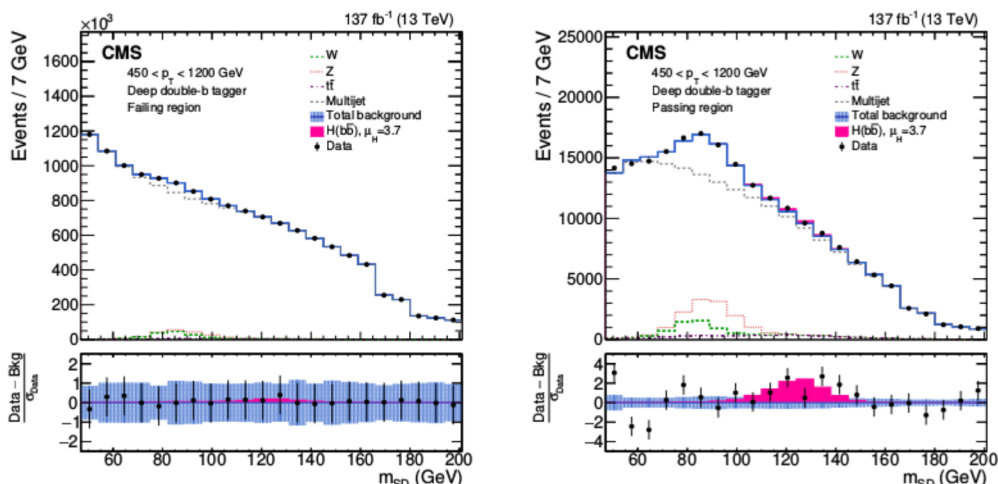 ×10³
137 fb⁻¹ (13 TeV)
CMS
450 < p_T < 1200 GeV
Deep double-b tagger
Failing region
W
Z
tt̄
Multijet
Total background
H(bb̄), μ_H=3.7
Data
Events / 7 GeV
1600
1400
1200
1000
800
600
400
200
0
Data − Bkg
σ_Data
2
1
0
−1
−2
60 80 100 120 140 160 180 200
m_SD (GeV)
137 fb⁻¹ (13 TeV)
CMS
450 < p_T < 1200 GeV
Deep double-b tagger
Passing region
W
Z
tt̄
Multijet
Total background
H(bb̄), μ_H=3.7
Data
Events / 7 GeV
25000
20000
15000
10000
5000
0
Data − Bkg
σ_Data
4
2
0
−2
−4
60 80 100 120 140 160 180 200
m_SD (GeV)